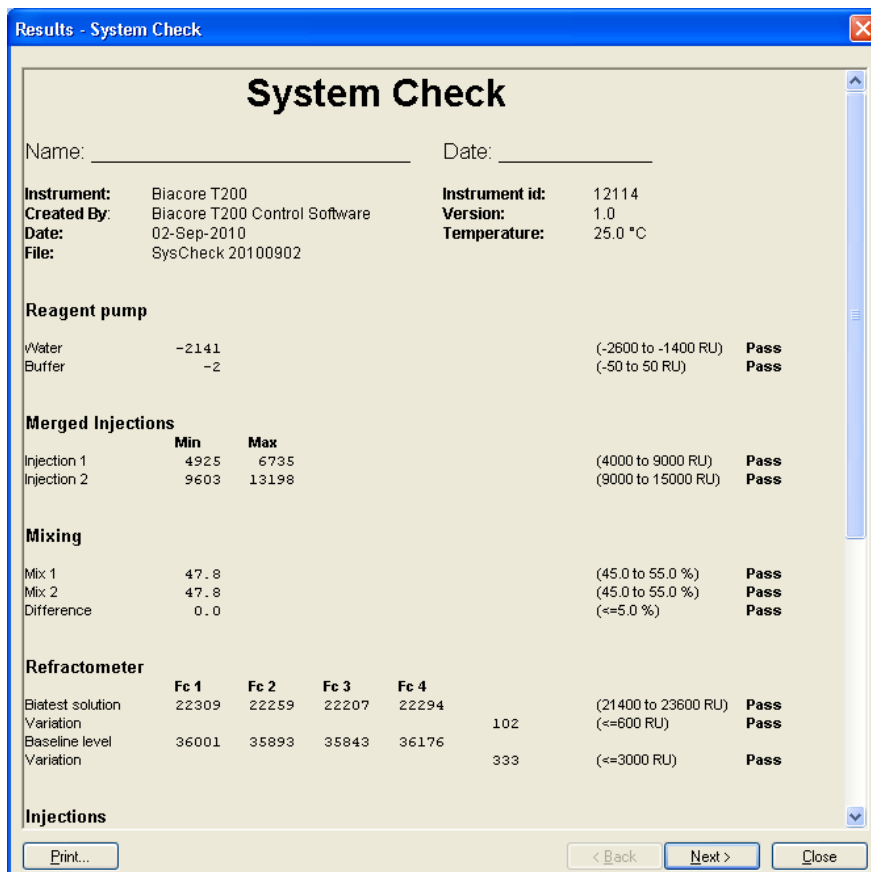 Results - System Check
System Check
Name: ____________________ Date: __________
Instrument: Biacore T200 Instrument id: 12114
Created By: Biacore T200 Control Software Version: 1.0
Date: 02-Sep-2010 Temperature: 25.0 °C
File: SysCheck 20100902
Reagent pump
Water -2141 (-2600 to -1400 RU) Pass
Buffer -2 (-50 to 50 RU) Pass
Merged Injections
Min Max
Injection 1 4925 6735 (4000 to 9000 RU) Pass
Injection 2 9603 13198 (9000 to 15000 RU) Pass
Mixing
Mix 1 47.8 (45.0 to 55.0 %) Pass
Mix 2 47.8 (45.0 to 55.0 %) Pass
Difference 0.0 (<=5.0 %) Pass
Refractometer
Fc 1 Fc 2 Fc 3 Fc 4
Biatest solution 22309 22259 22207 22294 (21400 to 23600 RU) Pass
Variation 102 (<=600 RU) Pass
Baseline level 36001 35893 35843 36176
Variation 333 (<=3000 RU) Pass
Injections
Print... < Back Next > Close